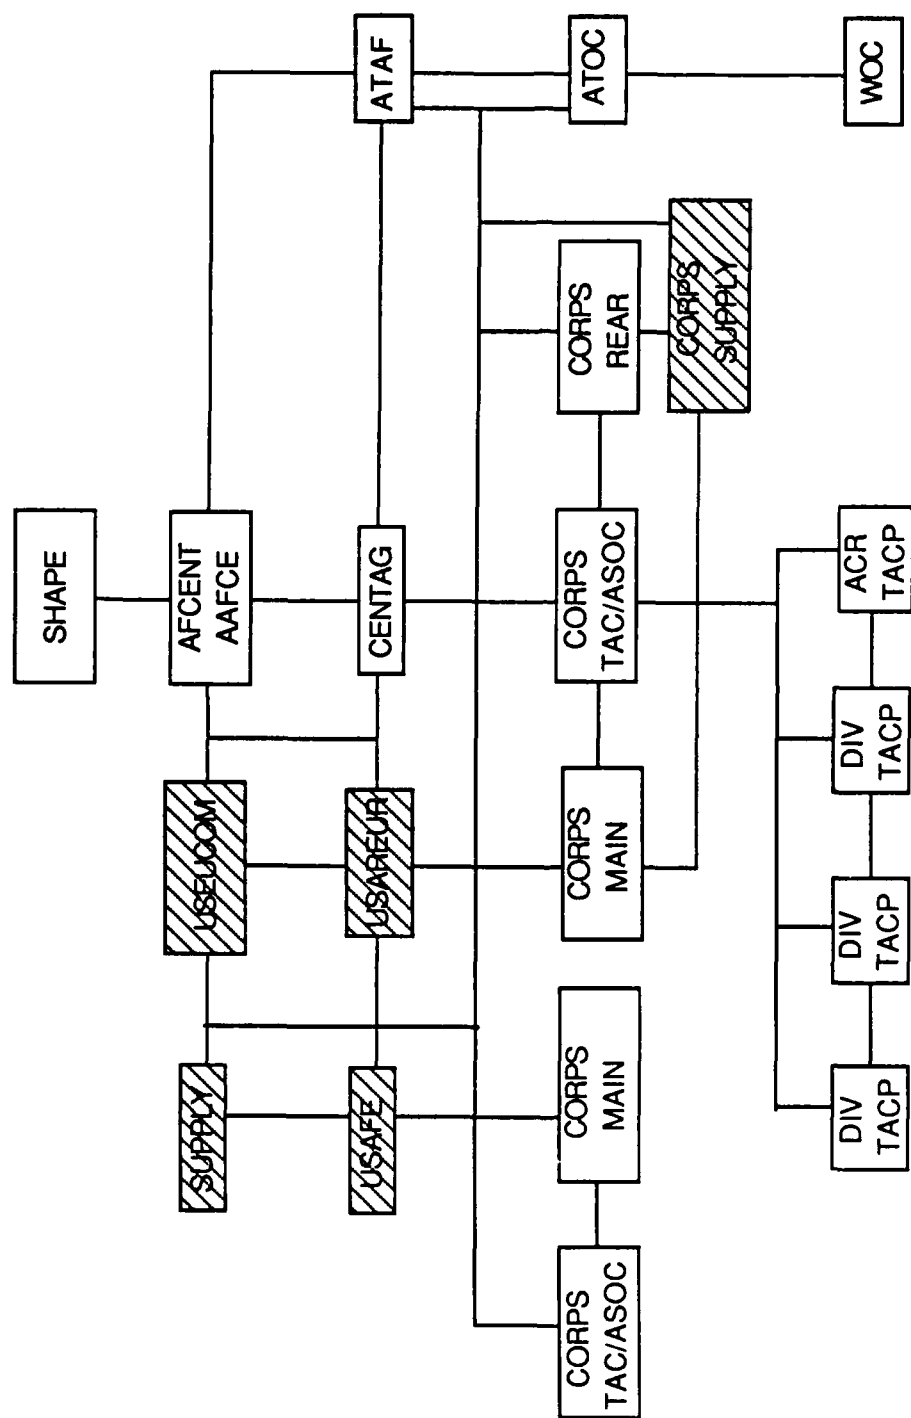 SHAPE
SUPPLY
USEUCOM
AFCENT
AAFCE
USAFE
USAREUR
CENTAG
ATAF
CORPS
TAC/ASOC
CORPS
MAIN
CORPS
MAIN
CORPS
TAC/ASOC
CORPS
REAR
ATOC
CORPS
SUPPLY
DIV
TACP
DIV
TACP
DIV
TACP
ACR
TACP
WOC